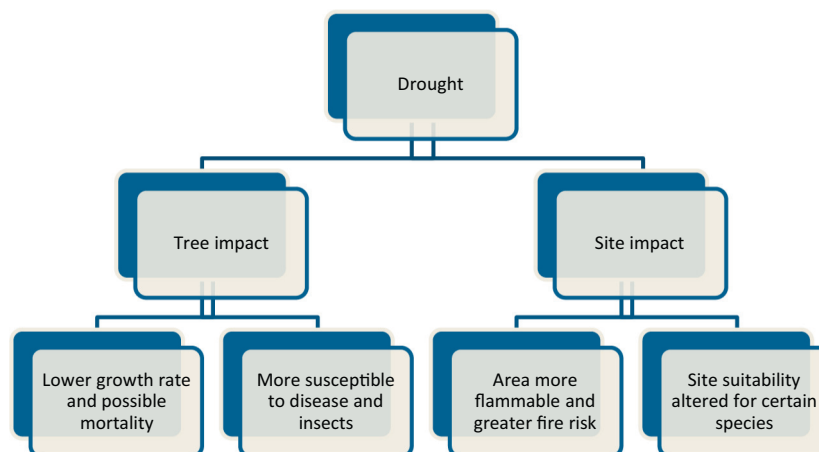 Drought
Tree impact
Site impact
Lower growth rate
and possible
mortality
More susceptible
to disease and
insects
Area more
flammable and
greater fire risk
Site suitability
altered for certain
species